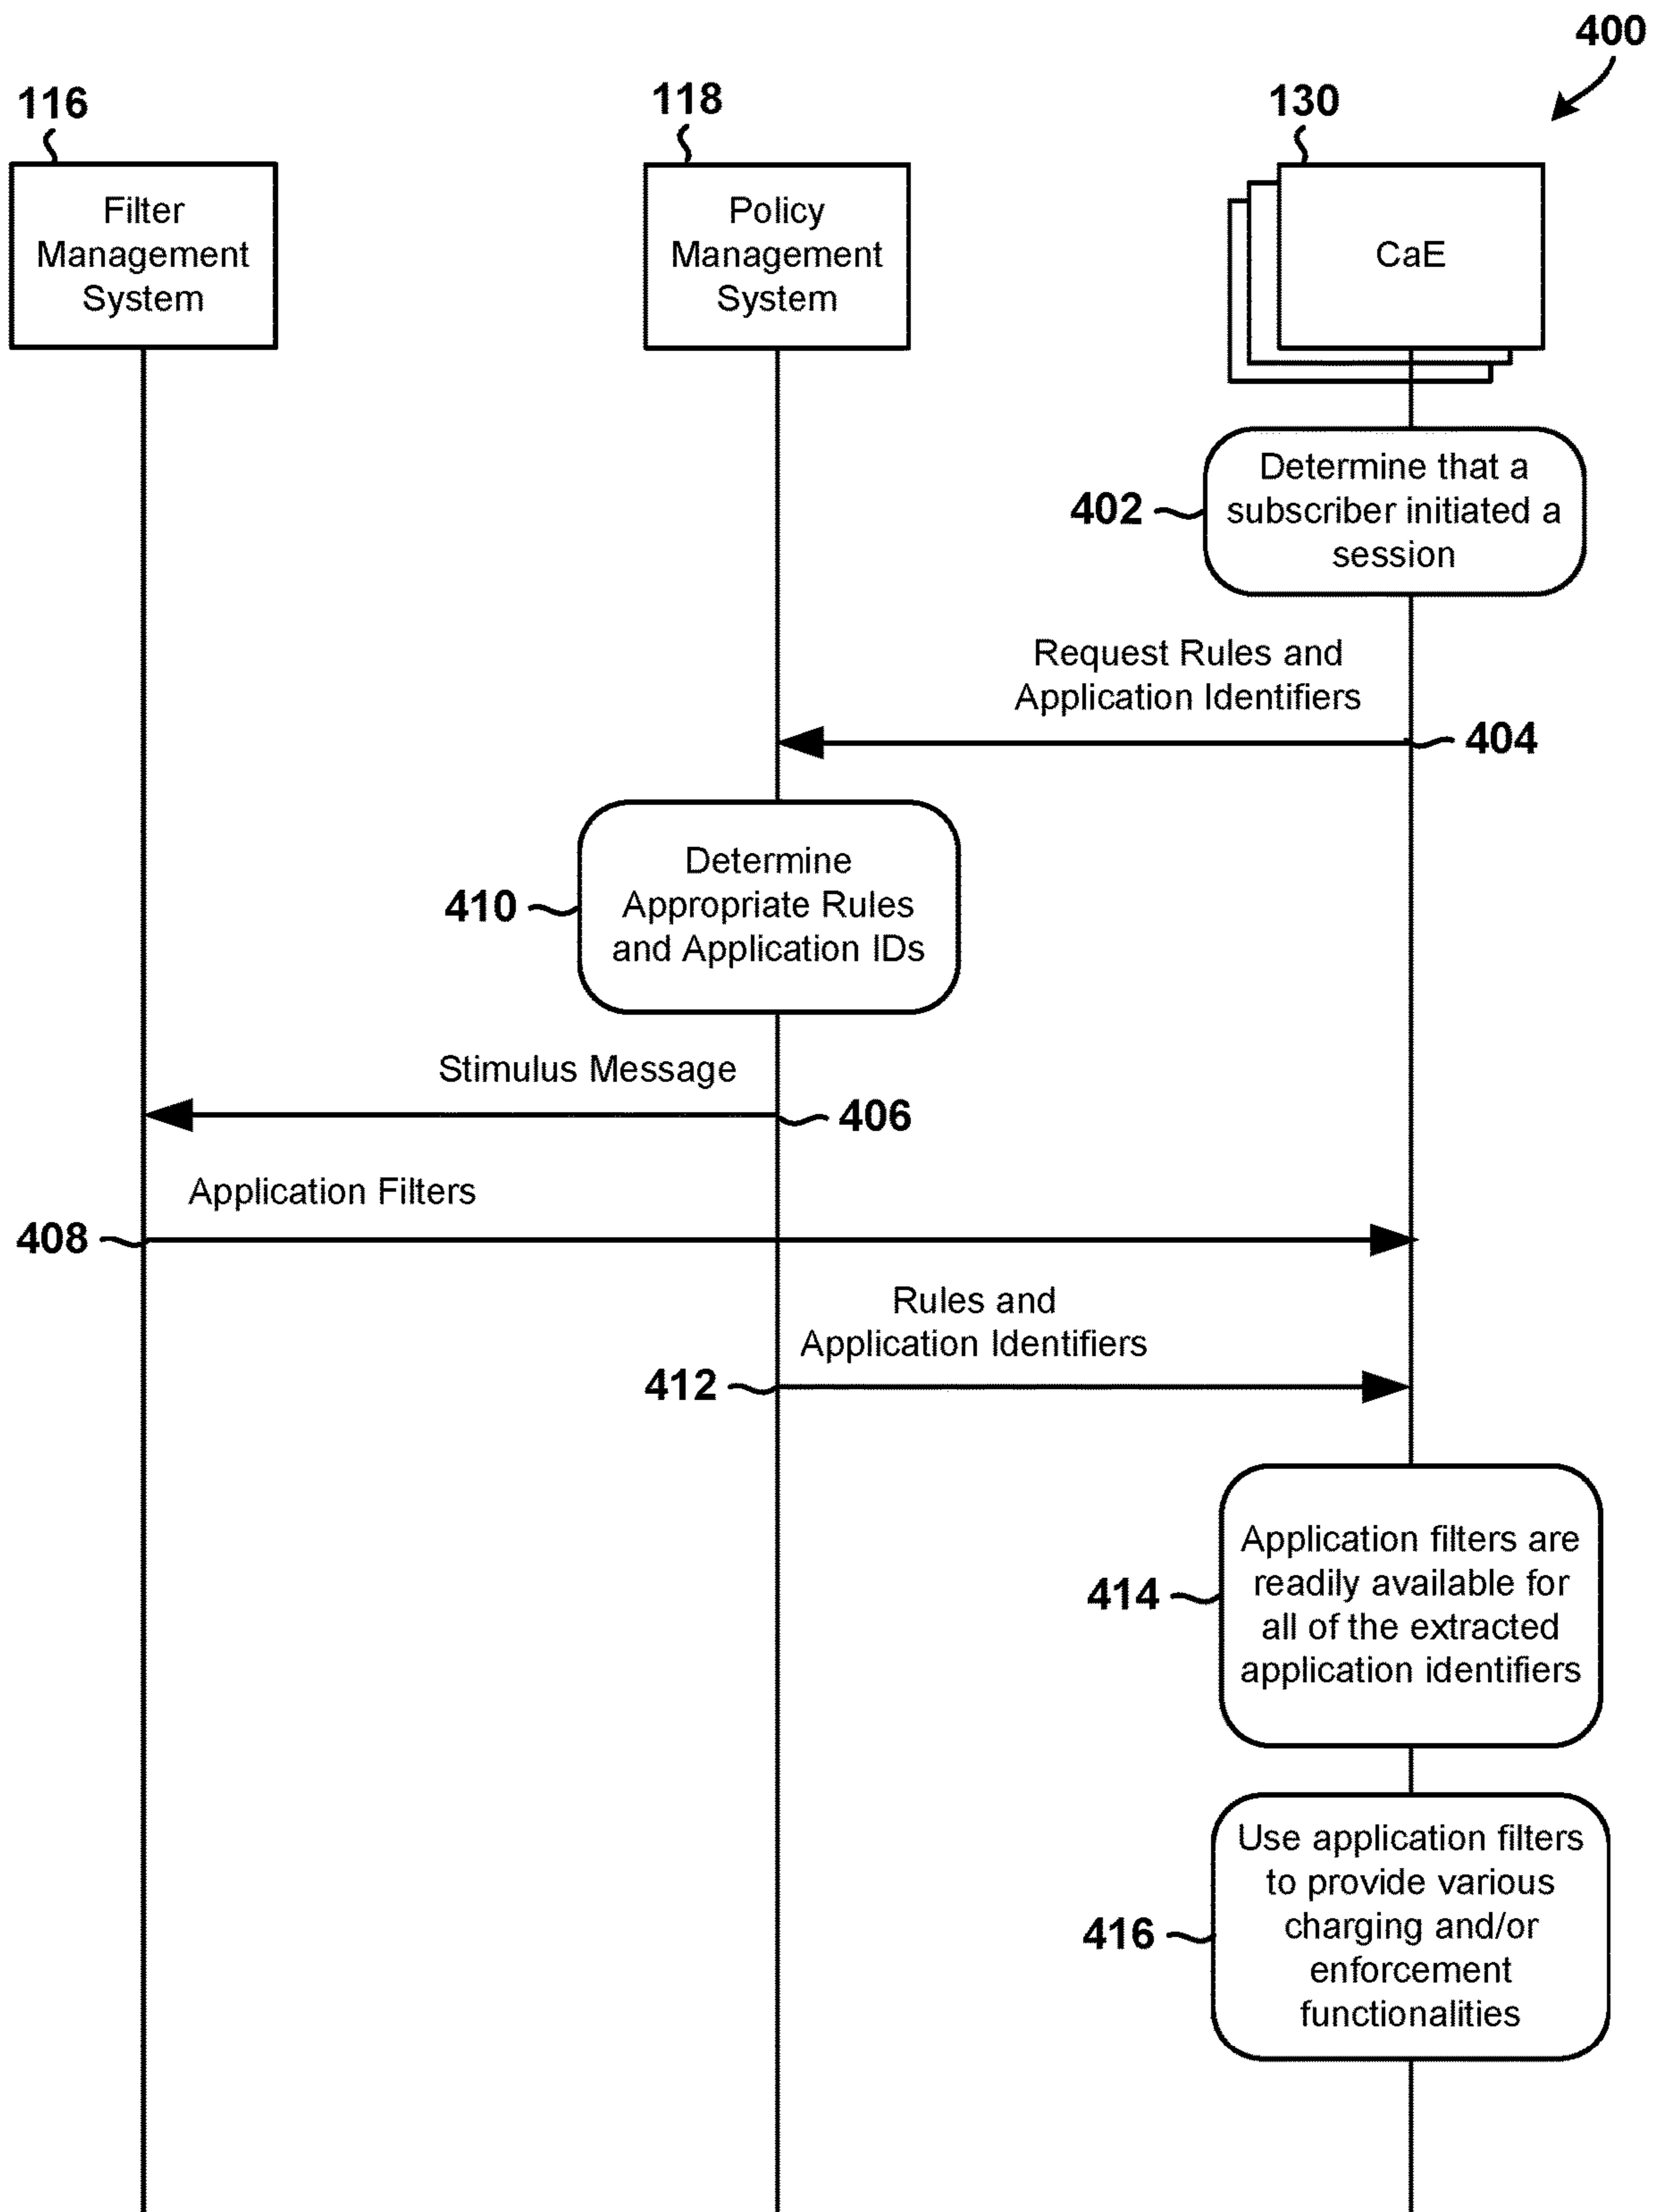 400
116
118
130
Filter
Management
System
Policy
Management
System
CaE
402
Determine that a
subscriber initiated a
session
Request Rules and
Application Identifiers
404
410
Determine
Appropriate Rules
and Application IDs
Stimulus Message
406
Application Filters
408
Rules and
Application Identifiers
412
414
Application filters are
readily available for
all of the extracted
application identifiers
416
Use application filters
to provide various
charging and/or
enforcement
functionalities